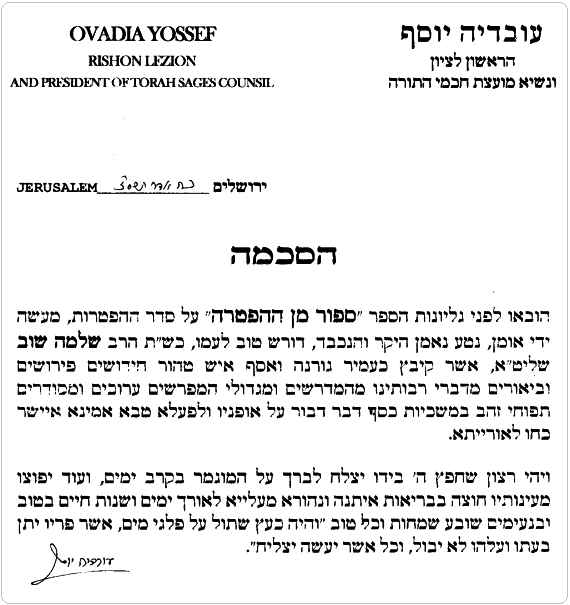 OVADIA YOSSEF
RISHON LEZION
AND PRESIDENT OF TORAH SAGES COUNSIL
עובדיה יוסף
הראשון לציון
ונשיא מועצת חכמי התורה
JERUSALEM ירושלים
הסכמה
הובאו לפני גליונות הספר "ספור מן ההפטרה" על סדר ההפטרות, מעשה
ידי אומן, נטע נאמן היקר והנכבד, דורש טוב לעמו, כש"ת הרב שלמה שוב
שליט"א, אשר קיבץ כעמיר גורנה ואסף איש טהור חידושים פירושים
וביאורים מדברי רבותינו מהמדרשים ומגדולי המפרשים ערוכים ומסודרים
תפוחי זהב במשכיות כסף דבר דבור על אופניו ולפעלא טבא אמינא איישר
כחו לאורייתא.
ויהי רצון שחפץ ה' בידו יצלח לברך על המוגמר בקרב ימים, ועוד יפוצו
מעינותיו חוצה בבריאות איתנה ונהורא מעלייא לאורך ימים ושנות חיים בטוב
ובנעימים שובע שמחות וכל טוב "והיה כעץ שתול על פלגי מים, אשר פריו יתן
בעתו ועלהו לא יבול, וכל אשר יעשה יצליח".